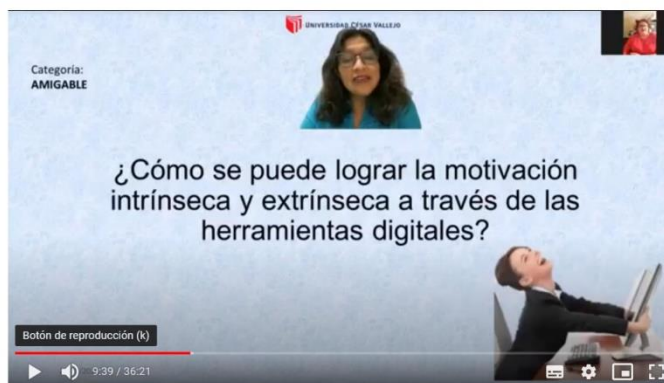 UNIVERSIDAD CÉSAR VALLEJO
Categoría:
AMIGABLE
¿Cómo se puede lograr la motivación
intrínseca y extrínseca a través de las
herramientas digitales?
Botón de reproducción (k)
9:39 / 36:21